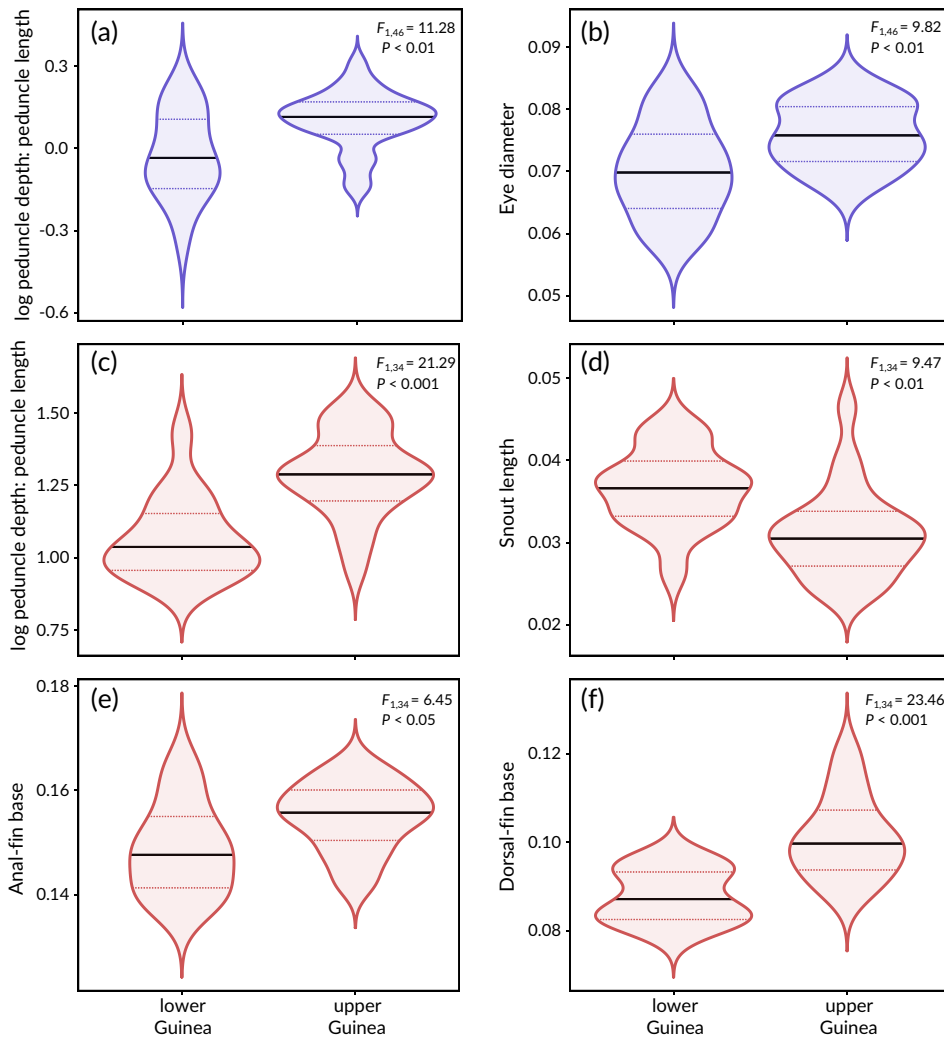 (a)
F1,46 = 11.28
P < 0.01
log peduncle depth: peduncle length
0.3
0.0
-0.3
-0.6
(b)
F1,46 = 9.82
P < 0.01
Eye diameter
0.09
0.08
0.07
0.06
0.05
(c)
F1,34 = 21.29
P < 0.001
log peduncle depth: peduncle length
1.50
1.25
1.00
0.75
(d)
F1,34 = 9.47
P < 0.01
Snout length
0.05
0.04
0.03
0.02
(e)
F1,34 = 6.45
P < 0.05
Anal-fin base
0.18
0.16
0.14
lower
Guinea
upper
Guinea
(f)
F1,34 = 23.46
P < 0.001
Dorsal-fin base
0.12
0.10
0.08
lower
Guinea
upper
Guinea